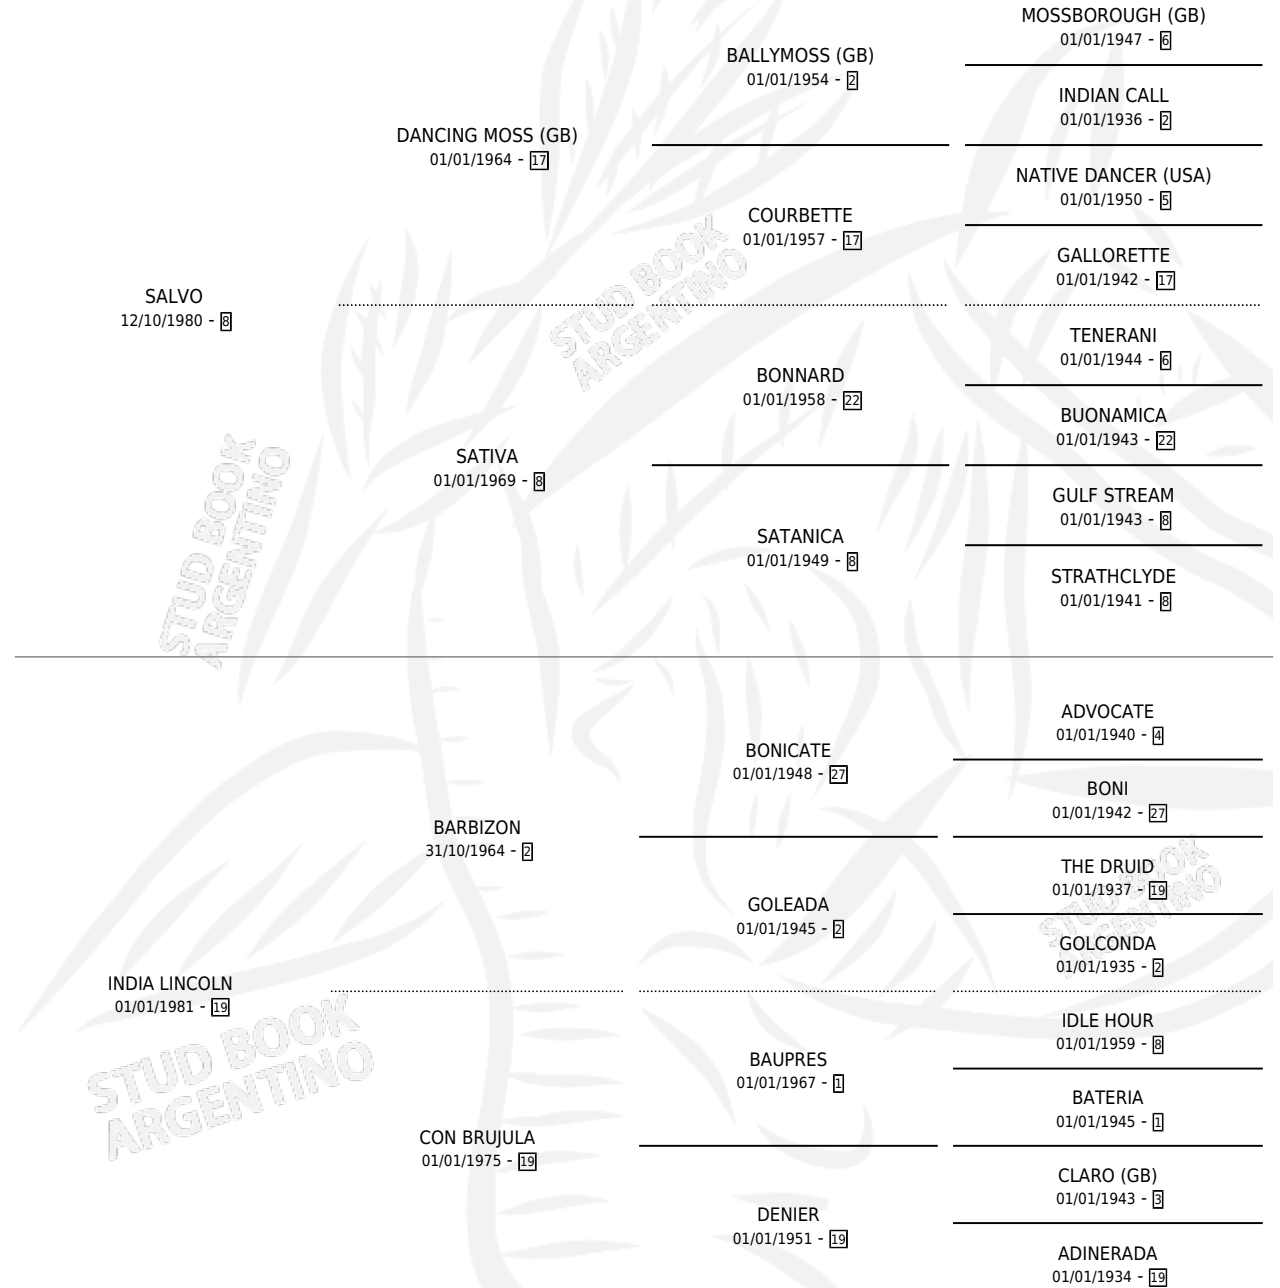 MOSSBOROUGH (GB)
01/01/1947 - 6
BALLYMOSS (GB)
01/01/1954 - 2
INDIAN CALL
01/01/1936 - 2
DANCING MOSS (GB)
01/01/1964 - 17
NATIVE DANCER (USA)
01/01/1950 - 5
COURBETTE
01/01/1957 - 17
GALLORETTE
01/01/1942 - 17
SALVO
12/10/1980 - 8
TENERANI
01/01/1944 - 6
BONNARD
01/01/1958 - 22
BUONAMICA
01/01/1943 - 22
SATIVA
01/01/1969 - 8
GULF STREAM
01/01/1943 - 8
SATANICA
01/01/1949 - 8
STRATHCLYDE
01/01/1941 - 8
STUD BOOK
ARGENTINO
STUD BOOK
ARGENTINO
ADVOCATE
01/01/1940 - 4
BONICATE
01/01/1948 - 27
BONI
01/01/1942 - 27
BARBIZON
31/10/1964 - 2
THE DRUID
01/01/1937 - 19
GOLEADA
01/01/1945 - 2
GOLCONDA
01/01/1935 - 2
INDIA LINCOLN
01/01/1981 - 19
IDLE HOUR
01/01/1959 - 8
BAUPRES
01/01/1967 - 1
BATERIA
01/01/1945 - 1
CON BRUJULA
01/01/1975 - 19
CLARO (GB)
01/01/1943 - 3
DENIER
01/01/1951 - 19
ADINERADA
01/01/1934 - 19
STUD BOOK
ARGENTINO
STUD BOOK
ARGENTINO